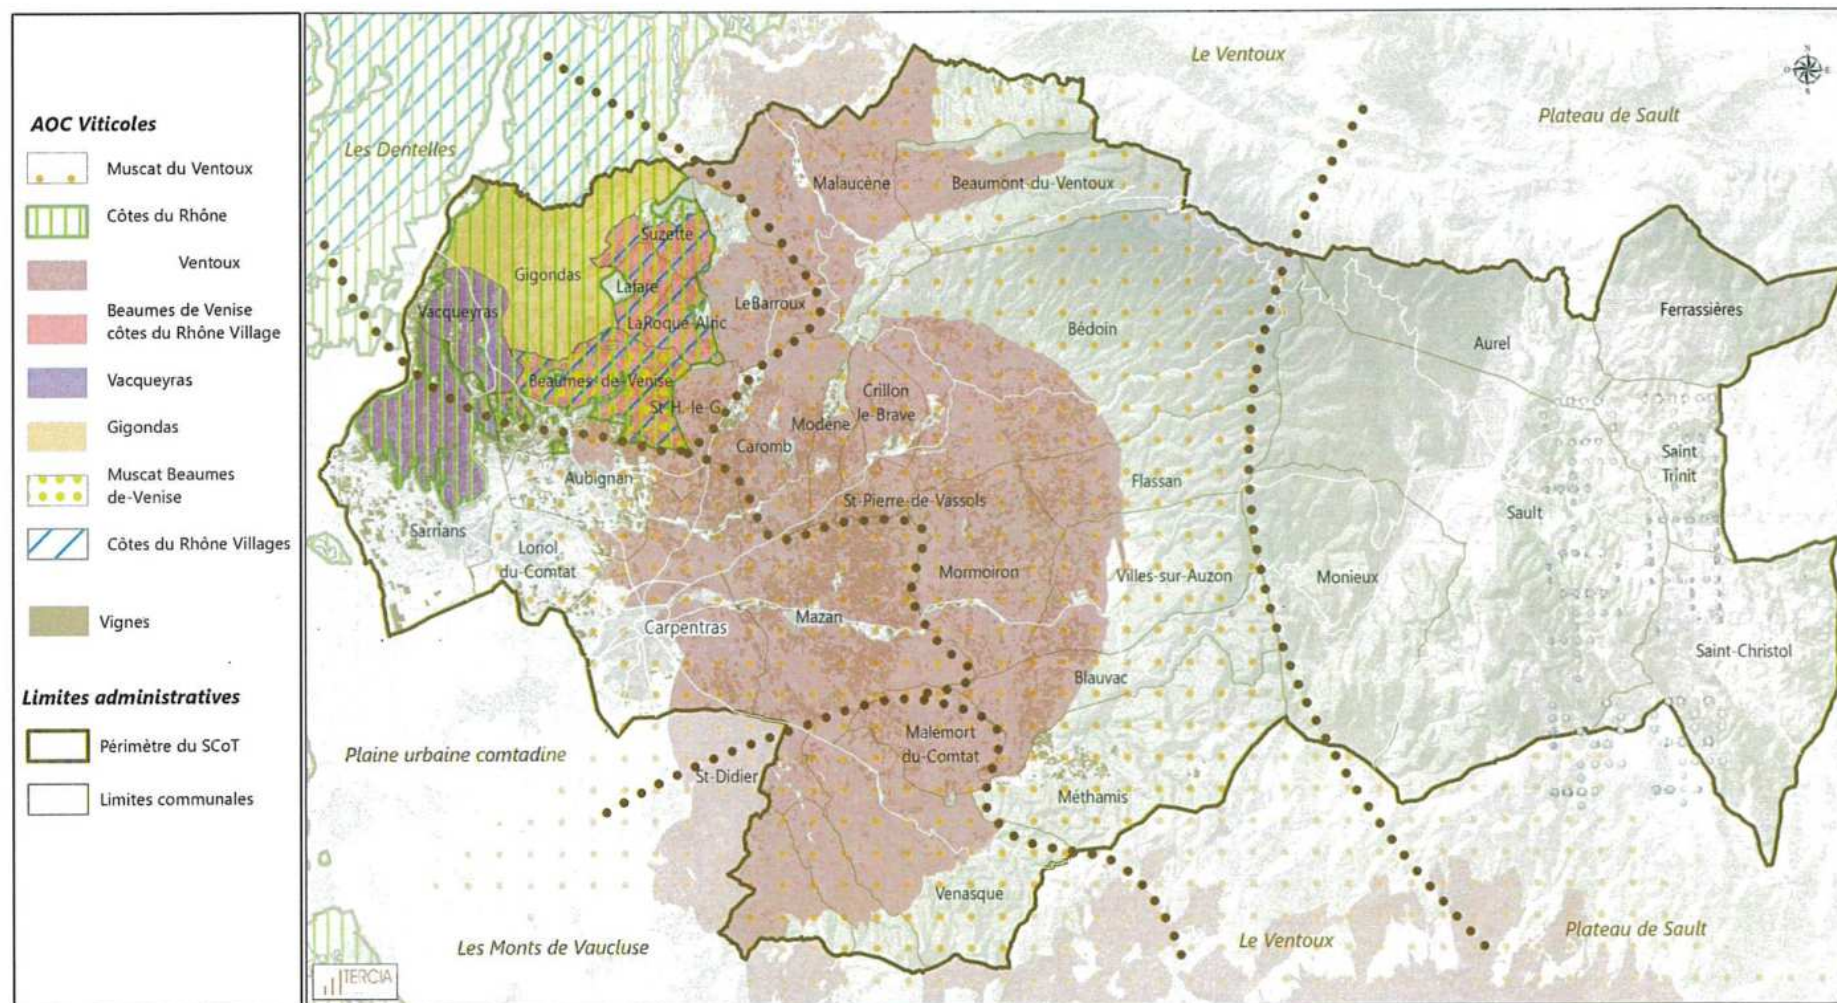 AOC Viticoles
Muscat du Ventoux
Côtes du Rhône
Ventoux
Beaumes de Venise
côtes du Rhône Village
Vacqueyras
Gigondas
Muscat Beaumes
de-Venise
Côtes du Rhône Villages
Vignes
Limites administratives
Périmètre du SCoT
Limites communales
Le Ventoux
N
O
E
S
Plateau de Sault
Les Dentelles
Malaucène
Beaumont-du-Ventoux
Suzette
Gigondas
Lafare
Vacqueyras
LeBarroux
LaRoque-Alric
Bédoin
Aurel
Ferrassières
Beaumes-de-Venise
St-H.-le-G.
Crillon
le-Brave
Modène
Caromb
Aubignan
Flassan
Saint
Trinit
St-Pierre-de-Vassols
Sault
Sarrians
Loriol
du-Comtat
Mormoiron
Villes-sur-Auzon
Monieux
Mazan
Carpentras
Saint-Christol
Blauvac
Malemort
du-Comtat
Plaine urbaine comtadine
St-Didier
Méthamis
Venasque
Les Monts de Vaucluse
Le Ventoux
Plateau de Sault
TERCIA